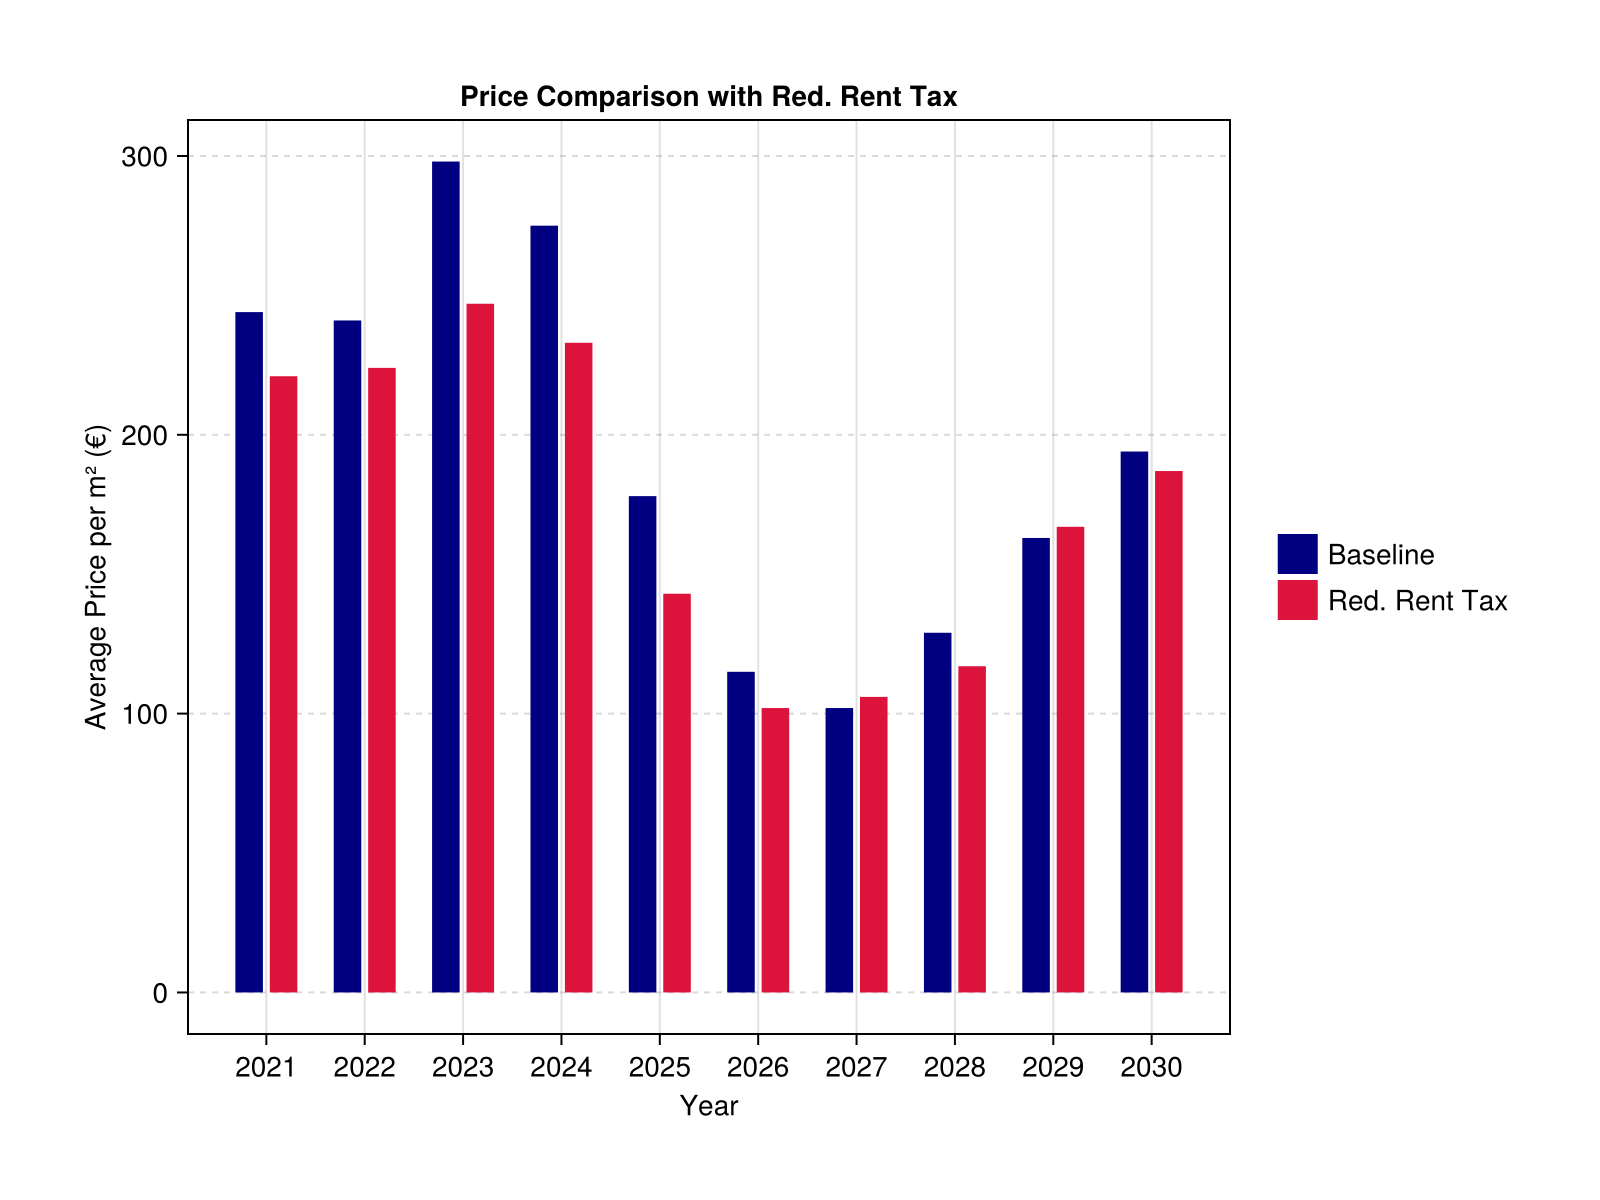 Price Comparison with Red. Rent Tax
Average Price per m² (€)
300
200
100
0
2021 2022 2023 2024 2025 2026 2027 2028 2029 2030
Year
Baseline
Red. Rent Tax